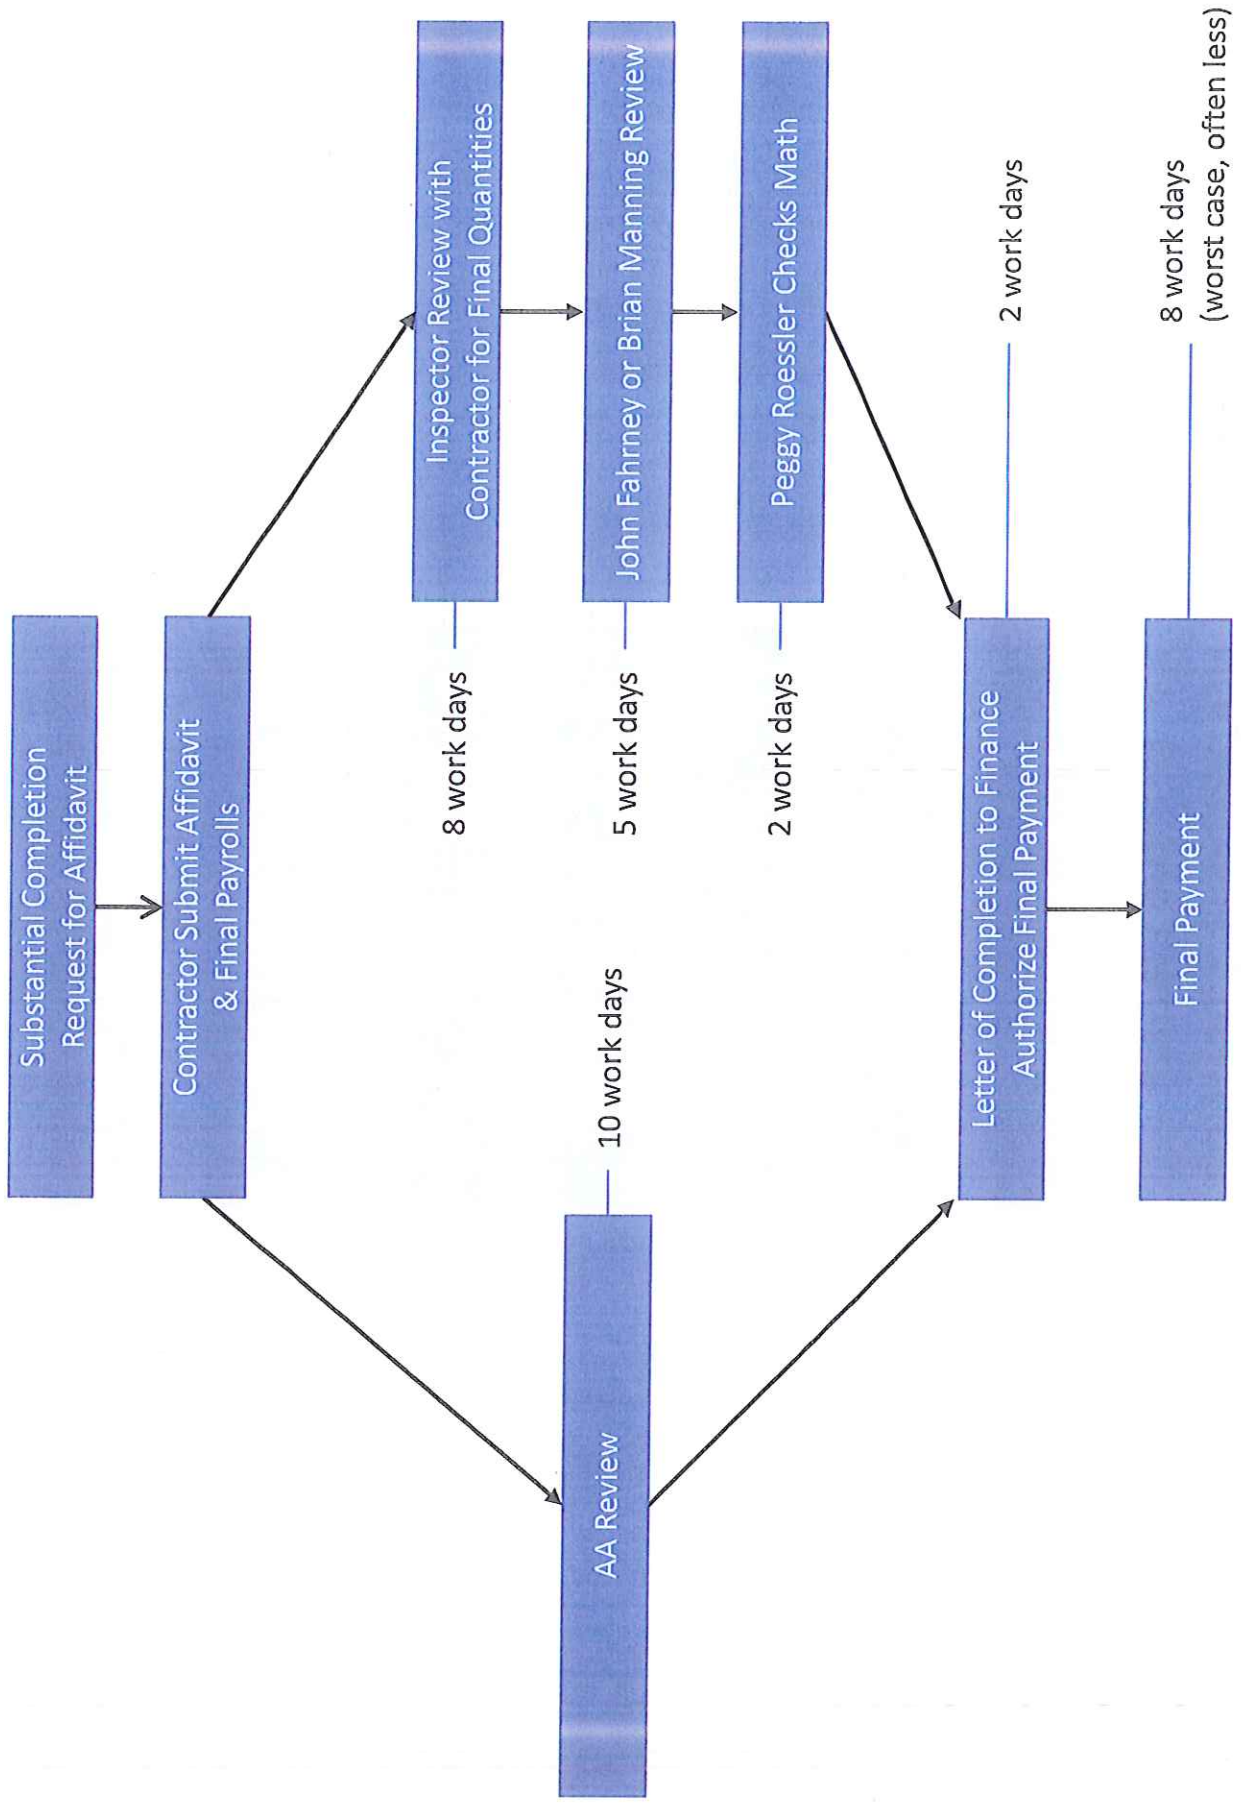 Substantial Completion
Request for Affidavit
Contractor Submit Affidavit
& Final Payrolls
Inspector Review with
Contractor for Final Quantities
8 work days
John Fahrney or Brian Manning Review
5 work days
Peggy Roessler Checks Math
2 work days
AA Review
10 work days
Letter of Completion to Finance
Authorize Final Payment
2 work days
Final Payment
8 work days
(worst case, often less)